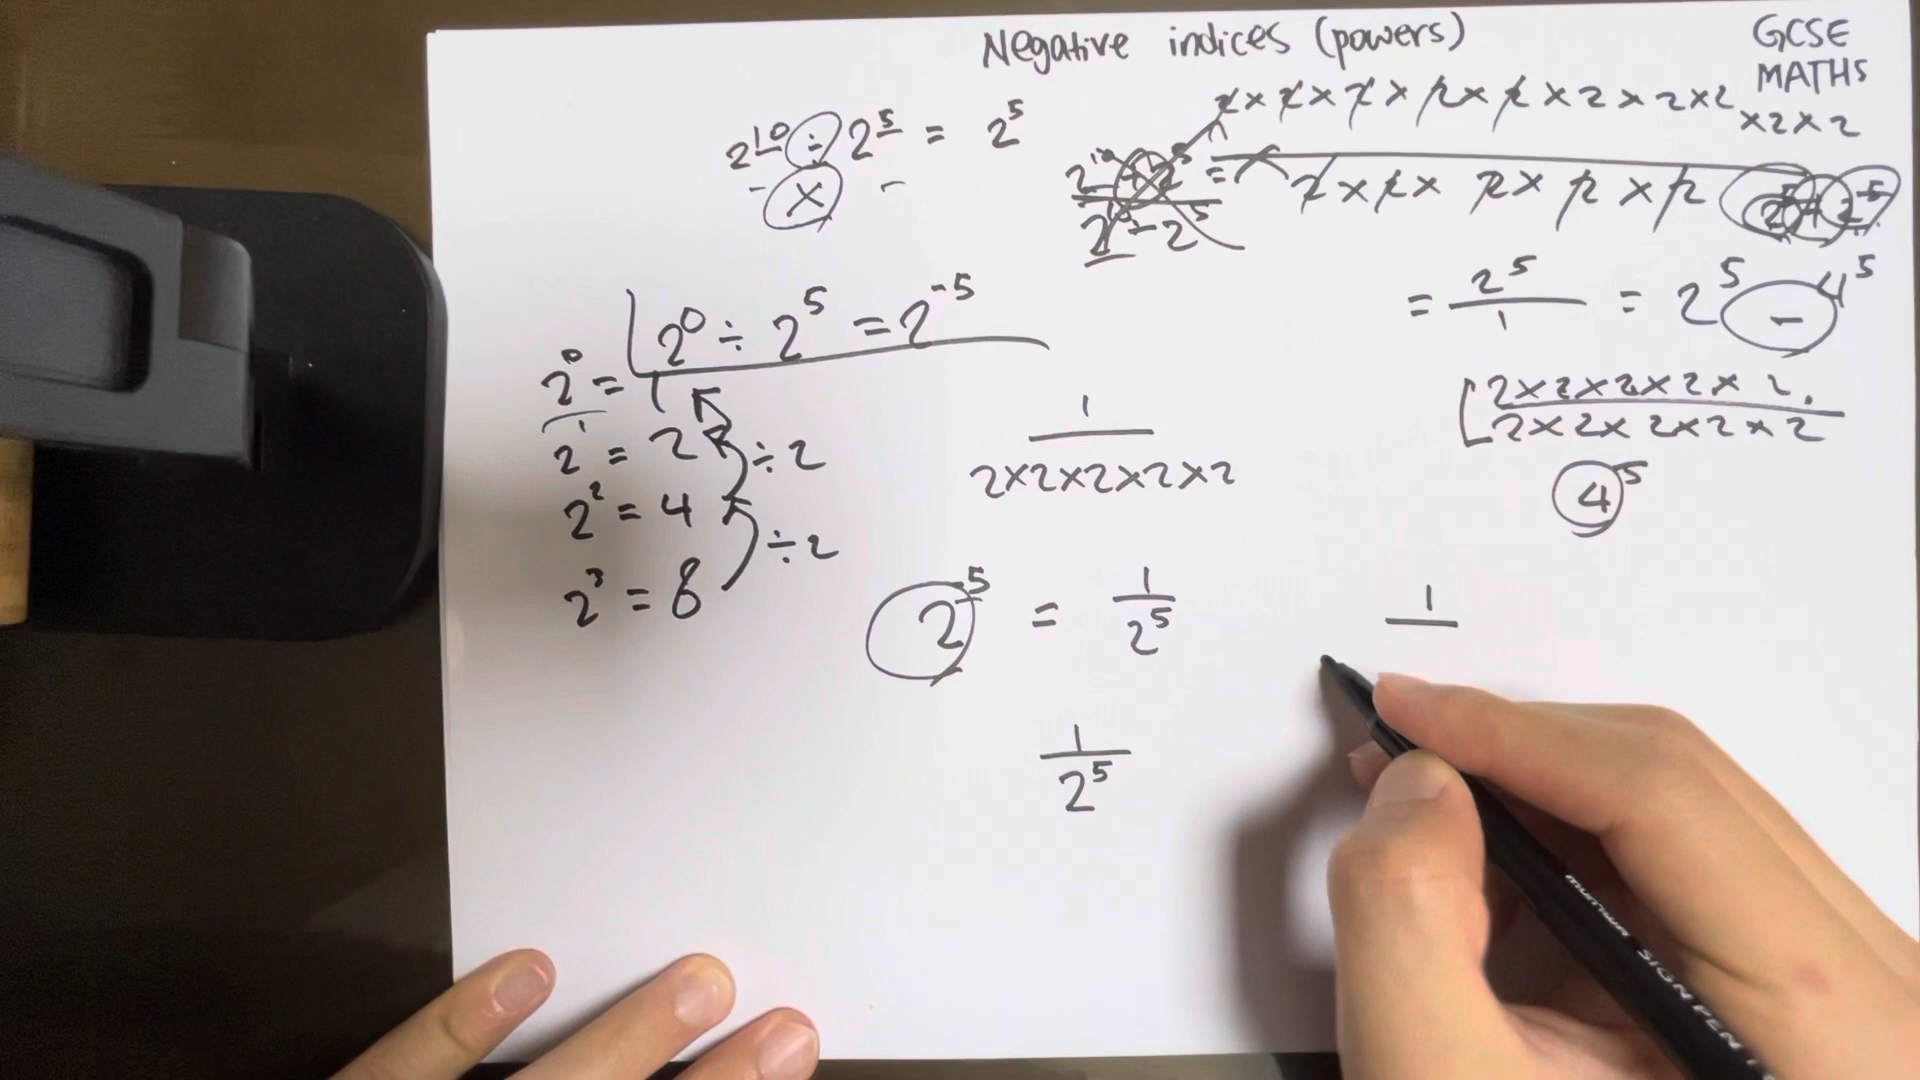 Negative indices (powers)
GCSE
MATHS
2^10 ÷ 2^5 = 2^5
- × -
2×2×2×2×2×2×2×2
×2×2
2×2×2×2×2
= 2^5/1 = 2^5 - 4^5
2^0 ÷ 2^5 = 2^-5
2^0 = 1
2^1 = 2
÷2
2^2 = 4
÷2
2^3 = 8
1
2×2×2×2×2
2×2×2×2×2.
2×2×2×2×2
4^5
2^-5 = 1/2^5
1
1/2^5
SIGN PEN